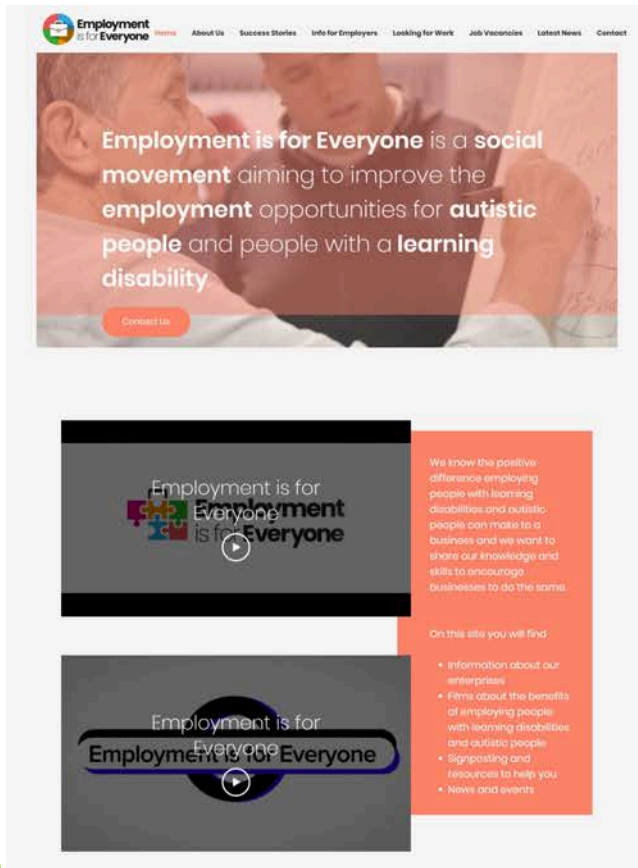 Employment
is for Everyone
Home About Us Success Stories Info for Employers Looking for Work Job Vacancies Latest News Contact
Employment is for Everyone is a social
movement aiming to improve the
employment opportunities for autistic
people and people with a learning
disability
Contact Us
Employment is for
Everyone
Employment
is for Everyone
We know the positive
difference employing
people with learning
disabilities and autistic
people can make to a
business and we want to
share our knowledge and
skills to encourage
businesses to do the same.
On this site you will find
• Information about our
enterprises
• Films about the benefits
of employing people
with learning disabilities
and autistic people
• Signposting and
resources to help you
• News and events
Employment is for
Everyone
Employment is for Everyone